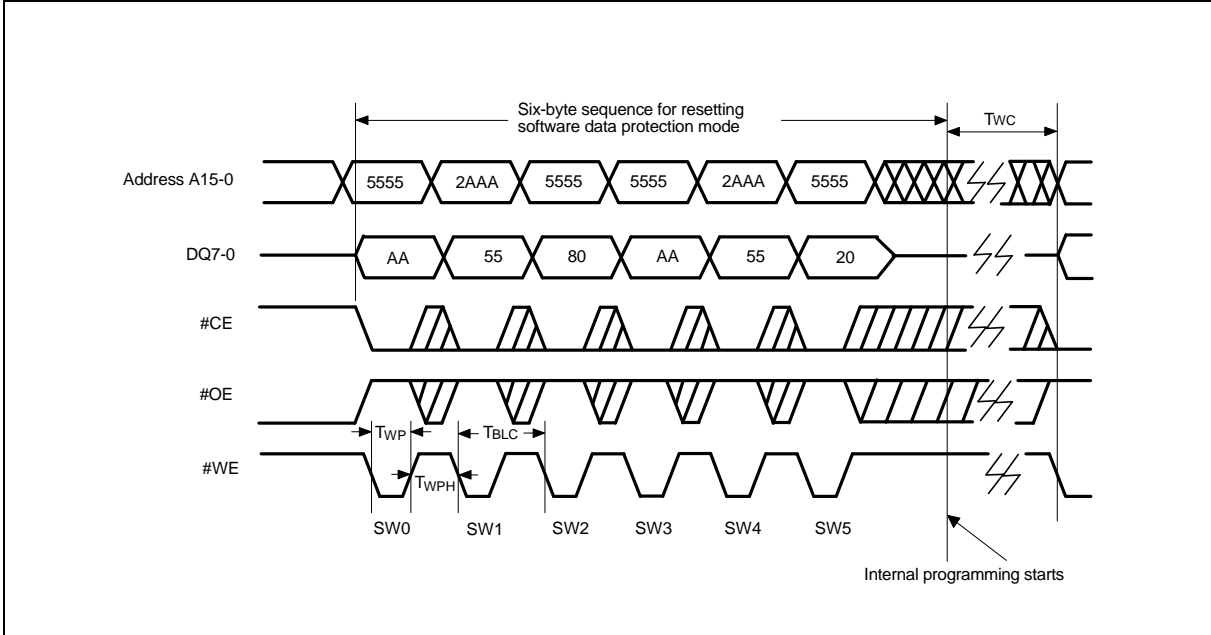 Six-byte sequence for resetting
software data protection mode
TWC
Address A15-0
5555 2AAA 5555 5555 2AAA 5555
DQ7-0
AA 55 80 AA 55 20
#CE
#OE
TWP TBLC
#WE
TWPH
SW0 SW1 SW2 SW3 SW4 SW5
Internal programming starts